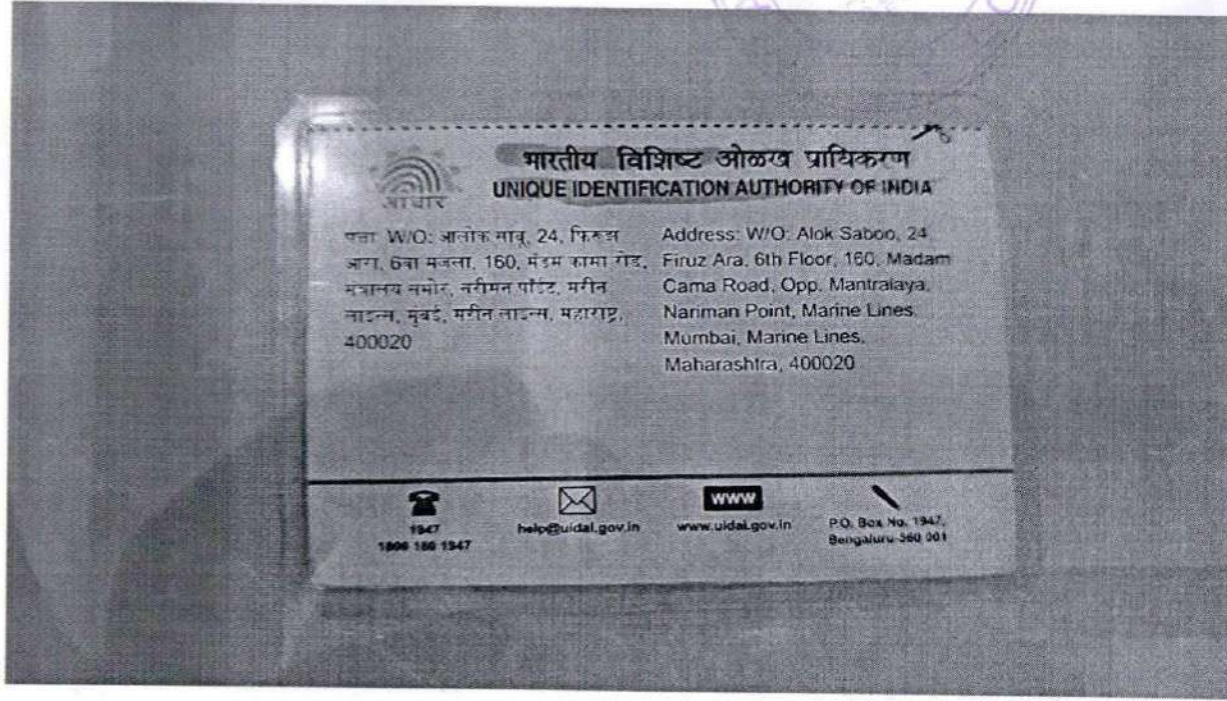 भारतीय विशिष्ट ओळख प्राधिकरण
UNIQUE IDENTIFICATION AUTHORITY OF INDIA
आधार
पत्ता W/O: आलोक साबू, 24, फिरुझ
आरा, 6वा मजला, 160, मॅडम कामा रोड,
मंत्रालय समोर, नरीमन पॉईंट, मरीन
लाइन्स, मुंबई, मरीन लाइन्स, महाराष्ट्र,
400020
Address: W/O: Alok Saboo, 24
Firuz Ara, 6th Floor, 160, Madam
Cama Road, Opp. Mantralaya,
Nariman Point, Marine Lines,
Mumbai, Marine Lines,
Maharashtra, 400020
1947
1800 180 1947
help@uidai.gov.in
www
www.uidai.gov.in
P.O. Box No. 1947,
Bengaluru-560 001